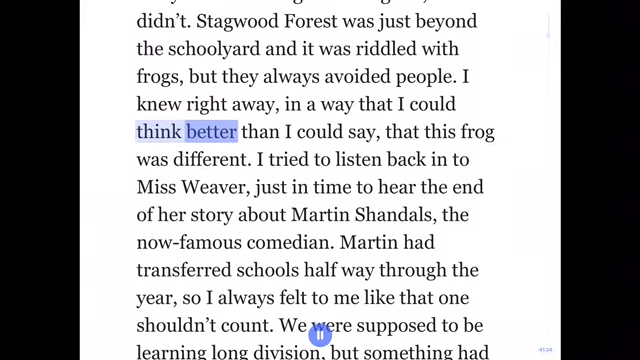 didn't. Stagwood Forest was just beyond
the schoolyard and it was riddled with
frogs, but they always avoided people. I
knew right away, in a way that I could
think better than I could say, that this frog
was different. I tried to listen back in to
Miss Weaver, just in time to hear the end
of her story about Martin Shandals, the
now-famous comedian. Martin had
transferred schools half way through the
year, so I always felt to me like that one
shouldn't count. We were supposed to be
learning long division, but something had
41:34